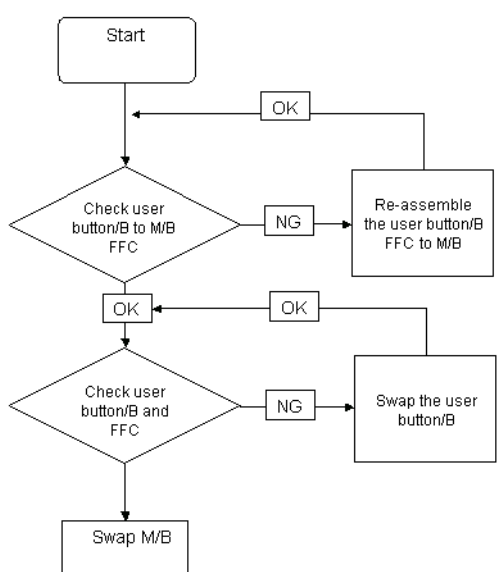 Start
OK
Check user
button/B to M/B
FFC
NG
Re-assemble
the user button/B
FFC to M/B
OK
OK
Check user
button/B and
FFC
NG
Swap the user
button/B
Swap M/B